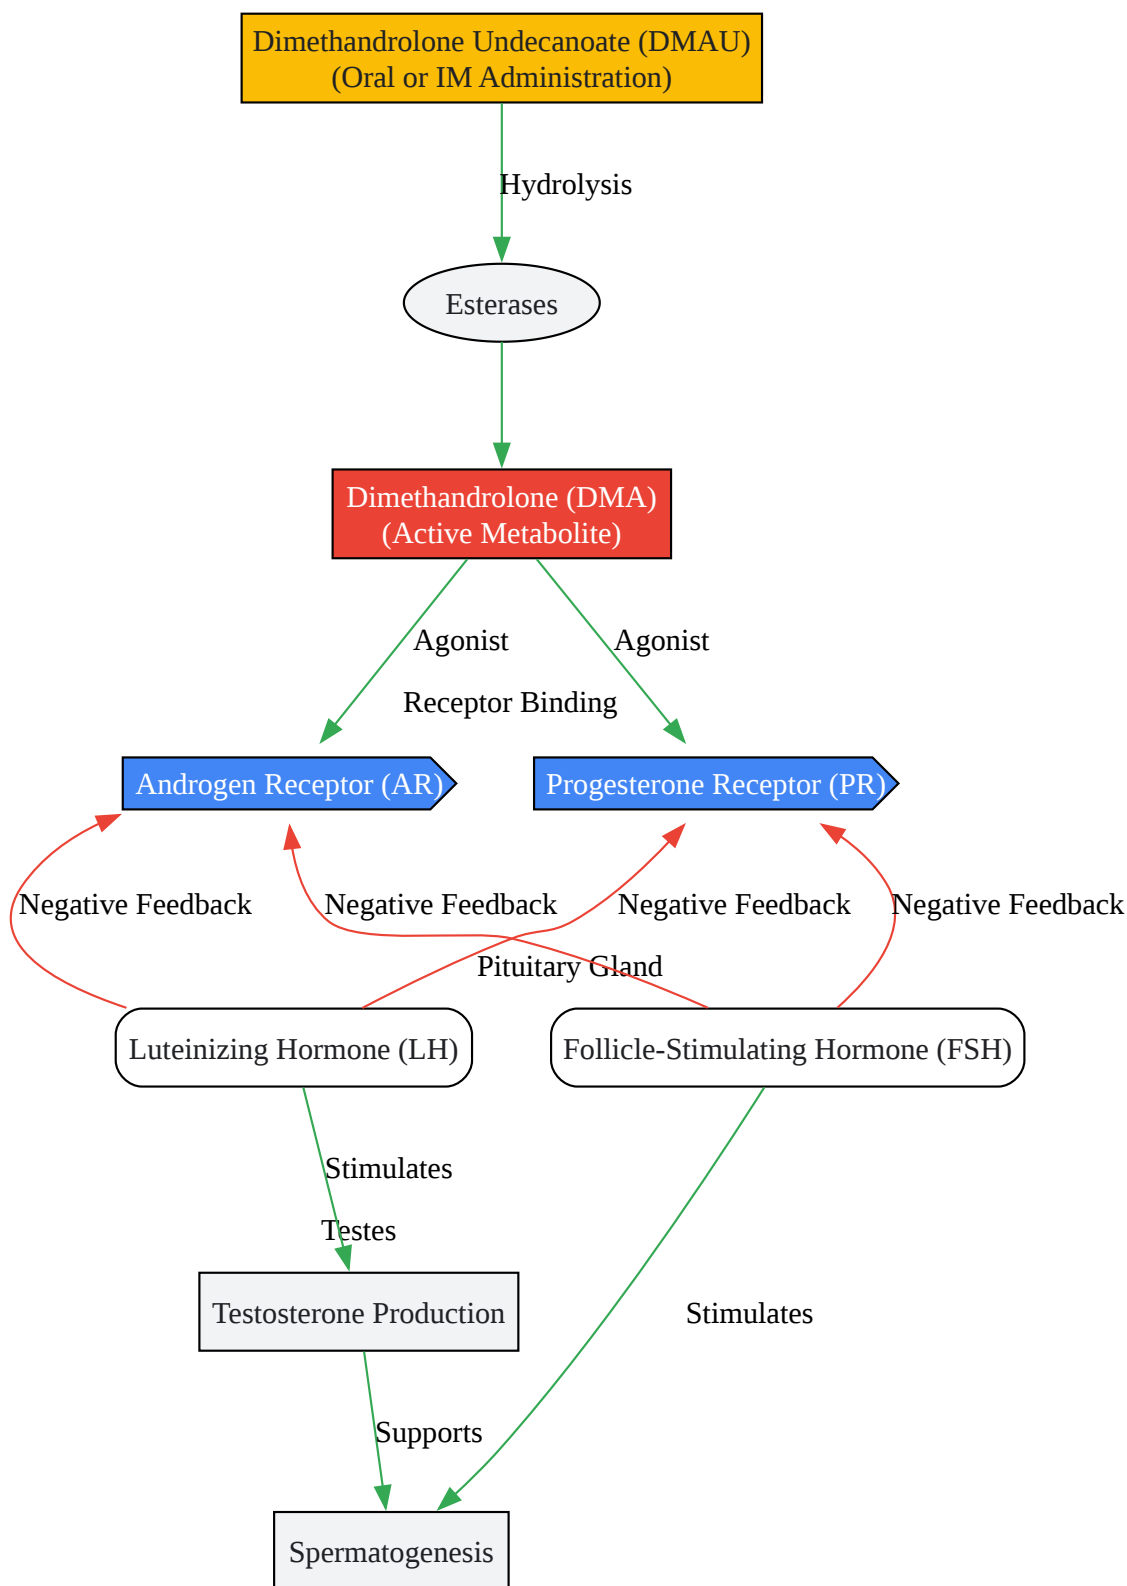 Dimethandrolone Undecanoate (DMAU)
(Oral or IM Administration)
Hydrolysis
Esterases
Dimethandrolone (DMA)
(Active Metabolite)
Agonist
Agonist
Receptor Binding
Androgen Receptor (AR)
Progesterone Receptor (PR)
Negative Feedback
Negative Feedback
Negative Feedback
Negative Feedback
Pituitary Gland
Luteinizing Hormone (LH)
Follicle-Stimulating Hormone (FSH)
Stimulates
Testes
Testosterone Production
Stimulates
Supports
Spermatogenesis